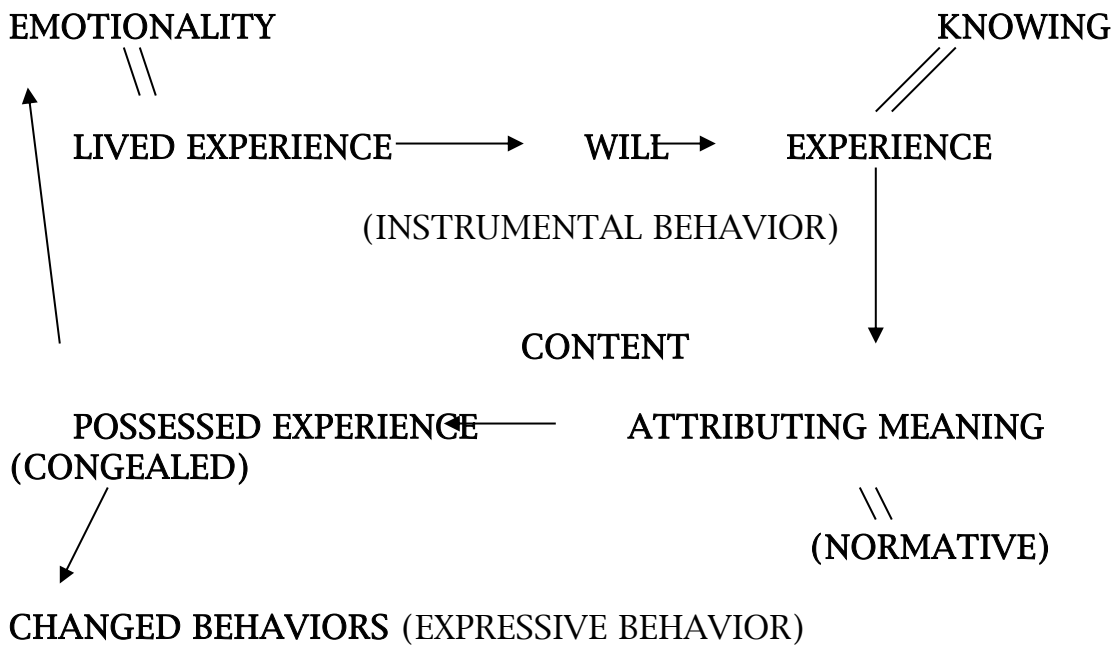 EMOTIONALITY KNOWING
LIVED EXPERIENCE WILL EXPERIENCE
(INSTRUMENTAL BEHAVIOR)
CONTENT
POSSESSED EXPERIENCE ATTRIBUTING MEANING
(CONGEALED)
(NORMATIVE)
CHANGED BEHAVIORS (EXPRESSIVE BEHAVIOR)